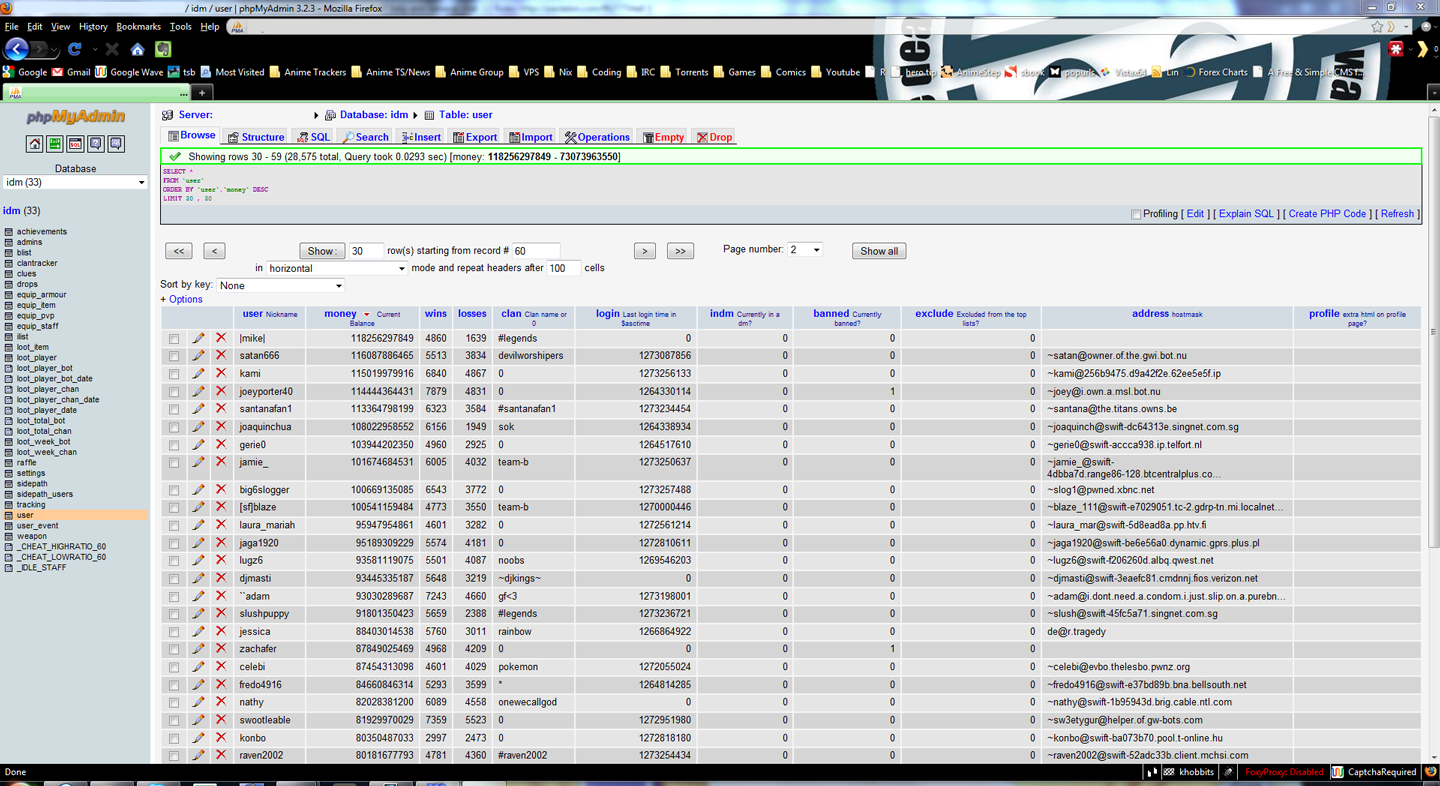 / idm / user | phpMyAdmin 3.2.3 - Mozilla Firefox
File Edit View History Bookmarks Tools Help
Google Gmail Google Wave tsb Most Visited Anime Trackers Anime TS/News Anime Group VPS Nix Coding IRC Torrents Games Comics Youtube R hero.tip AnimeStep obook popurls Vistax64 Lin Forex Charts A Free & Simple CMS T...
phpMyAdmin
Database
idm (33)
idm (33)
achievements
admins
blist
clantracker
clues
drops
equip_armour
equip_item
equip_pvp
equip_staff
ilist
loot_item
loot_player
loot_player_bot
loot_player_bot_date
loot_player_chan
loot_player_chan_date
loot_player_date
loot_total_bot
loot_total_chan
loot_week_bot
loot_week_chan
raffle
settings
sidepath
sidepath_users
tracking
user
user_event
weapon
_CHEAT_HIGHRATIO_60
_CHEAT_LOWRATIO_60
_IDLE_STAFF
Server: Database: idm Table: user
Browse Structure SQL Search Insert Export Import Operations Empty Drop
Showing rows 30 - 59 (28,575 total, Query took 0.0293 sec) [money: 118256297849 - 73073963550]
SELECT *
FROM `user`
ORDER BY `user`.`money` DESC
LIMIT 30 , 30
Profiling [ Edit ] [ Explain SQL ] [ Create PHP Code ] [ Refresh ]
<< < Show : 30 row(s) starting from record # 60 > >> Page number: 2 Show all
in horizontal mode and repeat headers after 100 cells
Sort by key: None
+ Options
user Nickname money Current Balance wins losses clan Clan name or 0 login Last login time in $asctime indm Currently in a dm? banned Currently banned? exclude Excluded from the top lists? address hostmask profile extra html on profile page?
|mike| 118256297849 4860 1639 #legends 0 0 0 0
satan666 116087886465 5513 3834 devilworshipers 1273087856 0 0 0 ~satan@owner.of.the.gwi.bot.nu
kami 115019979916 6840 4867 0 1273256133 0 0 0 ~kami@256b9475.d9a42f2e.62ee5e5f.ip
joeyporter40 114444364431 7879 4831 0 1264330114 0 1 0 ~joey@i.own.a.msl.bot.nu
santanafan1 113364798199 6323 3584 #santanafan1 1273234454 0 0 0 ~santana@the.titans.owns.be
joaquinchua 108022958552 6156 1949 sok 1264338934 0 0 0 ~joaquinch@swift-dc64313e.singnet.com.sg
gerie0 103944202350 4960 2925 0 1264517610 0 0 0 ~gerie0@swift-accca938.ip.telfort.nl
jamie_ 101674684531 6005 4032 team-b 1273250637 0 0 0 ~jamie_@swift-4dbba7d.range86-128.btcentralplus.co...
big6slogger 100669135085 6543 3772 0 1273257488 0 0 0 ~slog1@pwned.xbnc.net
[sf]blaze 100541159484 4773 3550 team-b 1270000446 0 0 0 ~blaze_111@swift-e7029051.tc-2.gdrp-tn.mi.localnet...
laura_mariah 95947954861 4601 3282 0 1272561214 0 0 0 ~laura_mar@swift-5d8ead8a.pp.htv.fi
jaga1920 95189309229 5574 4181 0 1272810611 0 0 0 ~jaga1920@swift-e76e56a0.dynamic.gprs.plus.pl
lugz6 93581119075 5501 4087 noobs 1269546203 0 0 0 ~lugz6@swift-f206260d.albq.qwest.net
djmasti 93445335187 5648 3219 ~djkings~ 0 0 0 0 ~djmasti@swift-3eaefc81.cmdnnj.fios.verizon.net
``adam 93030289687 7243 4660 gf<3 1273198001 0 0 0 ~adam@i.dont.need.a.condom.i.just.slip.on.a.purebn...
slushpuppy 91801350423 5659 2388 #legends 1273236721 0 0 0 ~slush@swift-45fc5a71.singnet.com.sg
jessica 88403014538 5760 3011 rainbow 1266864922 0 0 0 de@r.tragedy
zachafer 87849025469 4968 4209 0 0 0 1 0
celebi 87454313098 4601 4029 pokemon 1272055024 0 0 0 ~celebi@evbo.thelesbo.pwnz.org
fredo4916 84660846314 5293 3599 * 1264814285 0 0 0 ~fredo4916@swift-e37bd89b.bna.bellsouth.net
nathy 82028381200 6089 4558 onewecallgod 0 0 0 0 ~nathy@swift-1b95943d.brig.cable.ntl.com
swootleable 81929970029 7359 5523 0 1272951980 0 0 0 ~sw3etygur@helper.of.gw-bots.com
konbo 80350487033 2997 2473 0 1272818180 0 0 0 ~konbo@swift-ba073b70.pool.t-online.hu
raven2002 80181677793 4781 4360 #raven2002 1273254434 0 0 0 ~raven2002@swift-52adc33b.client.mchsi.com
Done khobbits FoxyProxy: Disabled CaptchaRequired